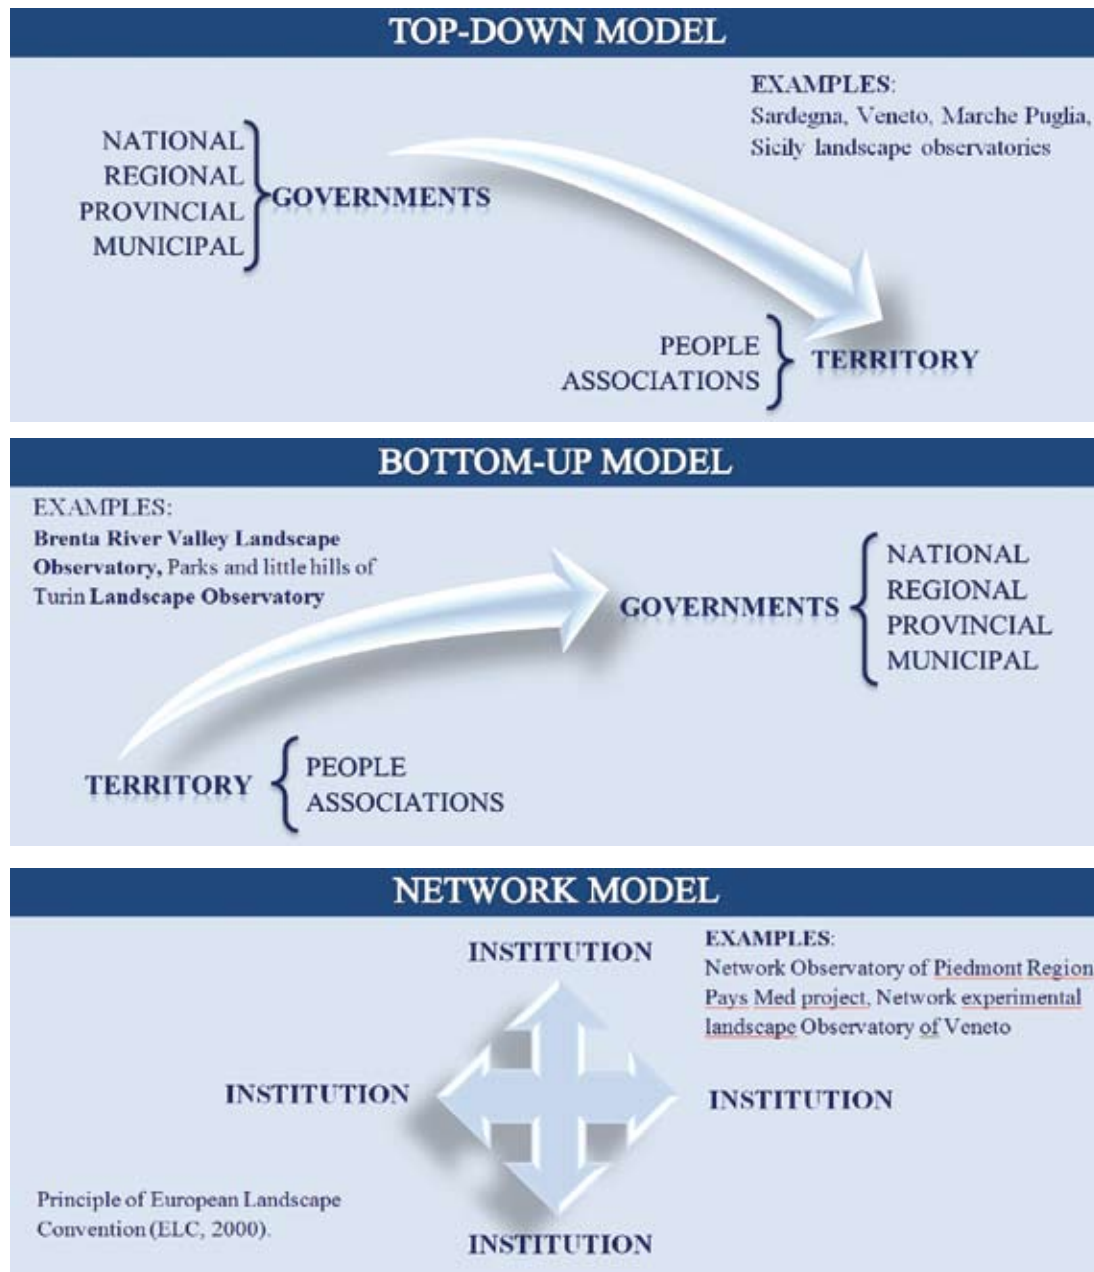 TOP-DOWN MODEL
EXAMPLES:
Sardegna, Veneto, Marche Puglia,
Sicily landscape observatories
NATIONAL
REGIONAL
PROVINCIAL
MUNICIPAL
GOVERNMENTS
PEOPLE
ASSOCIATIONS
TERRITORY
BOTTOM-UP MODEL
EXAMPLES:
Brenta River Valley Landscape
Observatory, Parks and little hills of
Turin Landscape Observatory
GOVERNMENTS
NATIONAL
REGIONAL
PROVINCIAL
MUNICIPAL
TERRITORY
PEOPLE
ASSOCIATIONS
NETWORK MODEL
INSTITUTION
EXAMPLES:
Network Observatory of Piedmont Region
Pays Med project, Network experimental
landscape Observatory of Veneto
INSTITUTION
INSTITUTION
Principle of European Landscape
Convention (ELC, 2000).
INSTITUTION